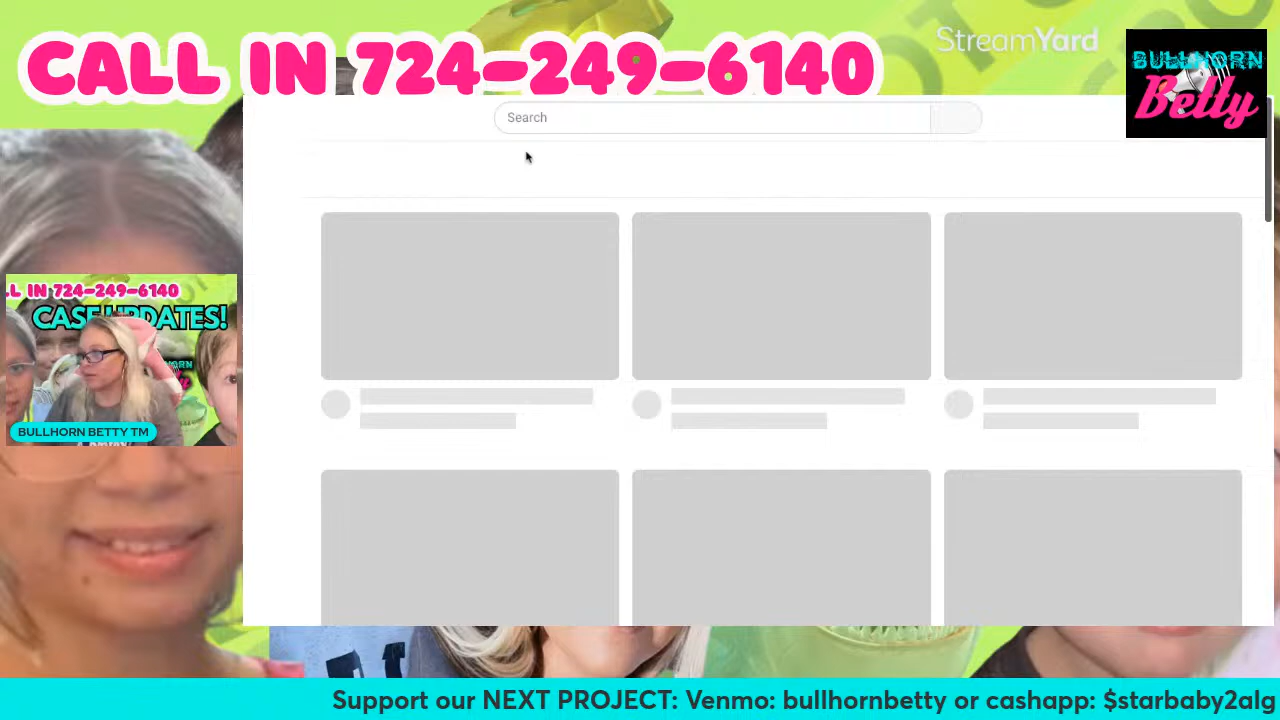 CALL IN 724-249-6140
StreamYard
BULLHORN
Betty
Search
L IN 724-249-6140
CASE UPDATES!
BULLHORN BETTY TM
Support our NEXT PROJECT: Venmo: bullhornbetty or cashapp: $starbaby2alg